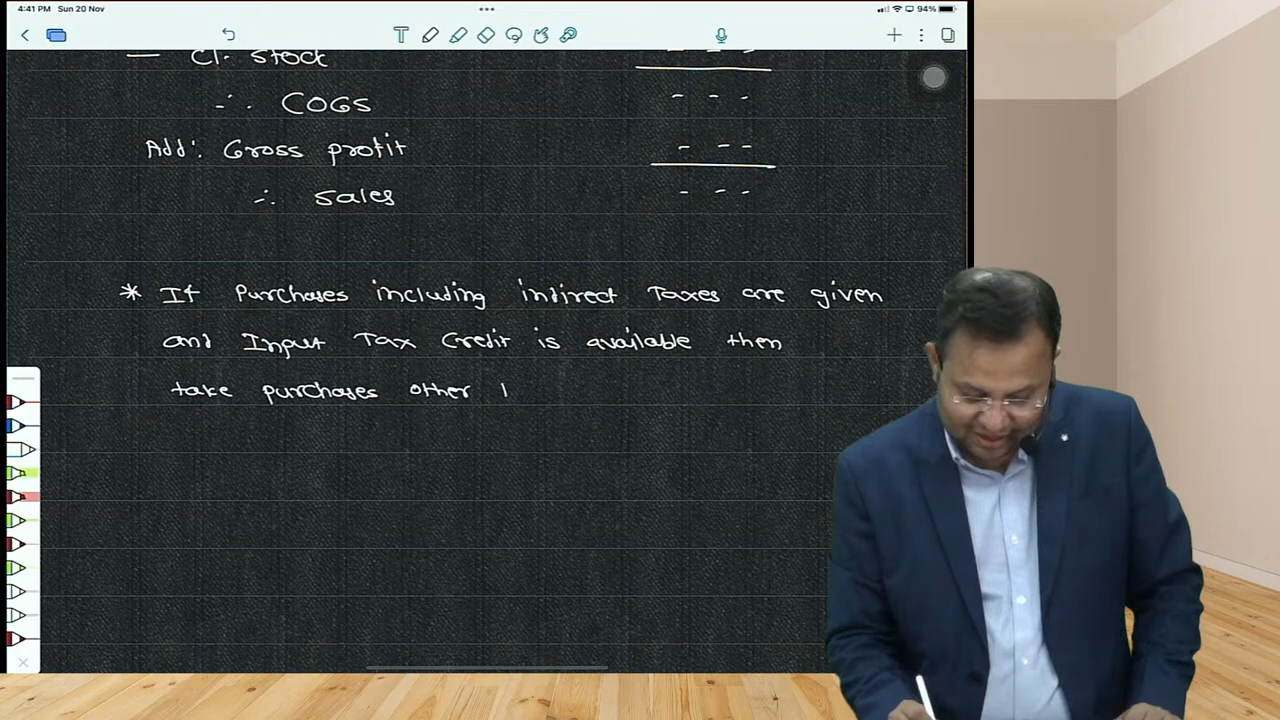 4:41 PM Sun 20 Nov
94%
— Cl. stock - - -
∴ COGS - - -
Add: Gross profit - - -
∴ Sales - - -
* If Purchases including indirect Taxes are given
and Input Tax Credit is available then
take purchases other